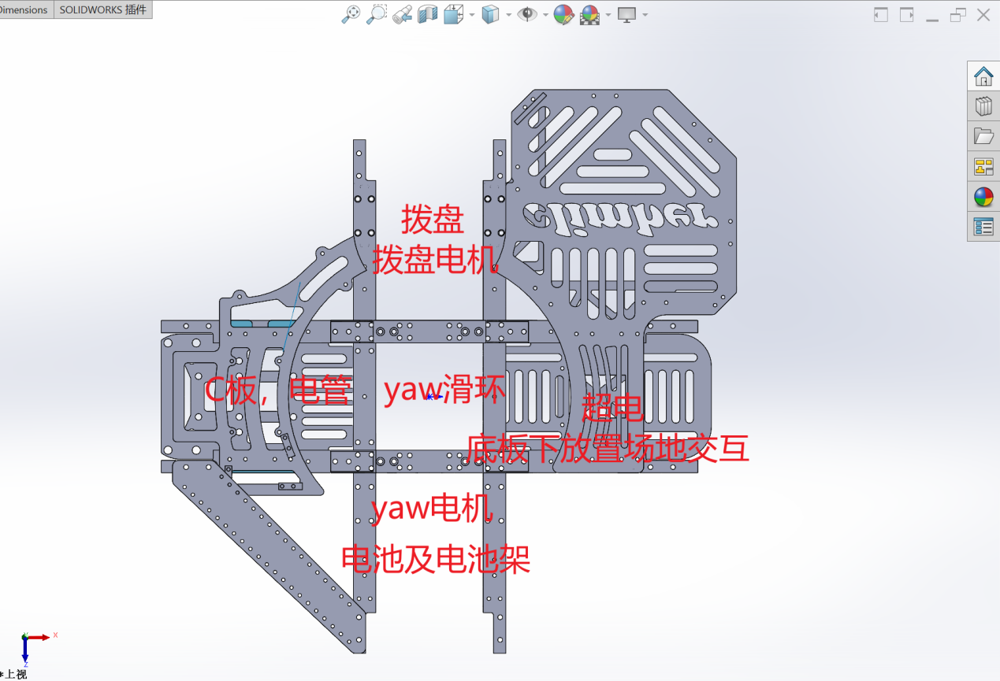 Dimensions
SOLIDWORKS 插件
climber
拨盘
拨盘电机
C板，电管
yaw滑环
超电
底板下放置场地交互
yaw电机
电池及电池架
Y
X
Z
*上视